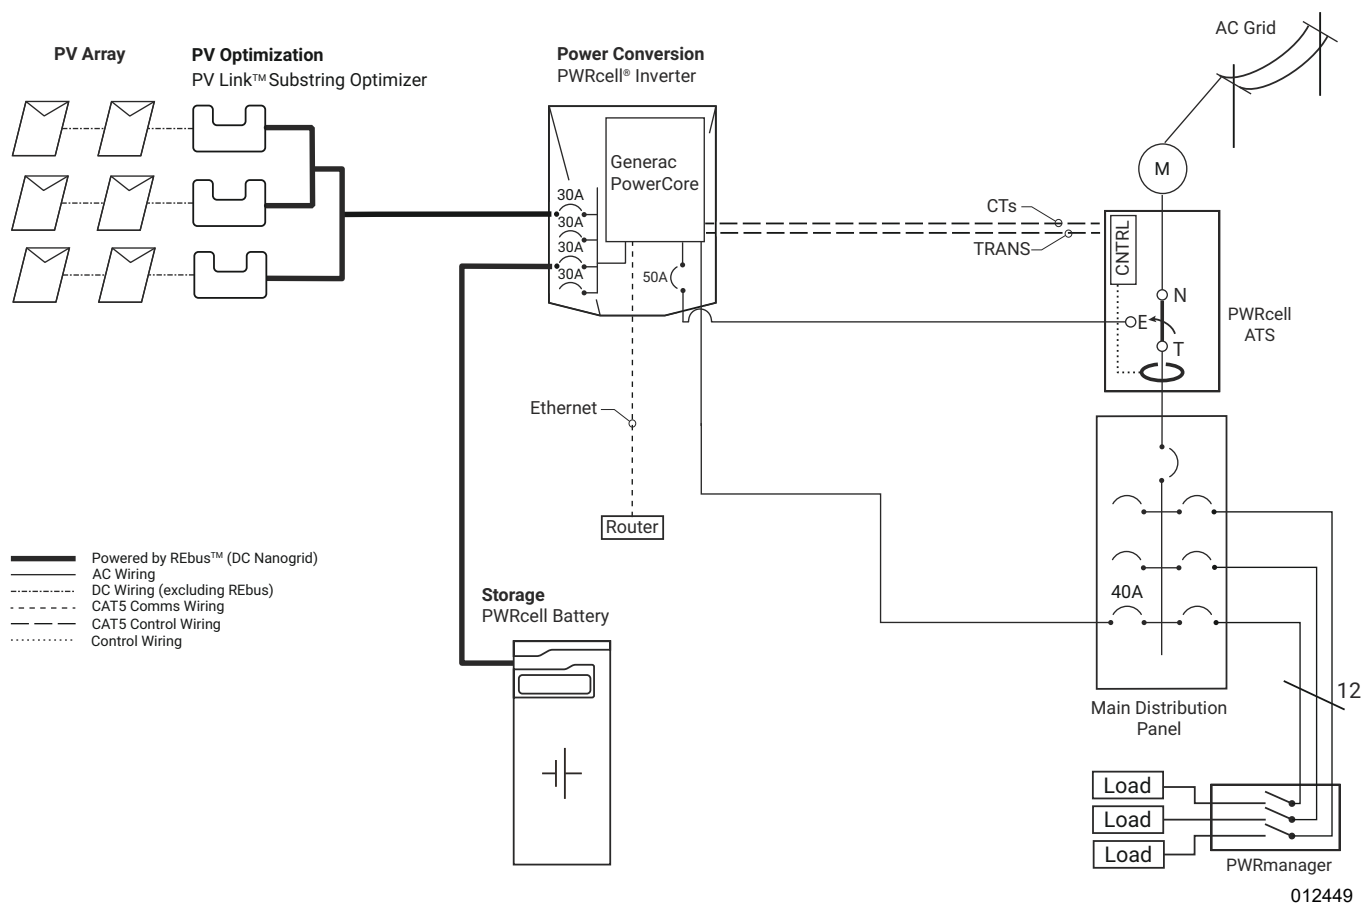 AC Grid
PV Array
PV Optimization
PV Link™ Substring Optimizer
Power Conversion
PWRcell® Inverter
Generac
PowerCore
30A
30A
30A
30A
50A
M
CTs
TRANS
CNTRL
N
E
T
PWRcell
ATS
Ethernet
Router
Powered by REbus™ (DC Nanogrid)
AC Wiring
DC Wiring (excluding REbus)
CAT5 Comms Wiring
CAT5 Control Wiring
Control Wiring
Storage
PWRcell Battery
40A
12
Main Distribution
Panel
Load
Load
Load
PWRmanager
012449